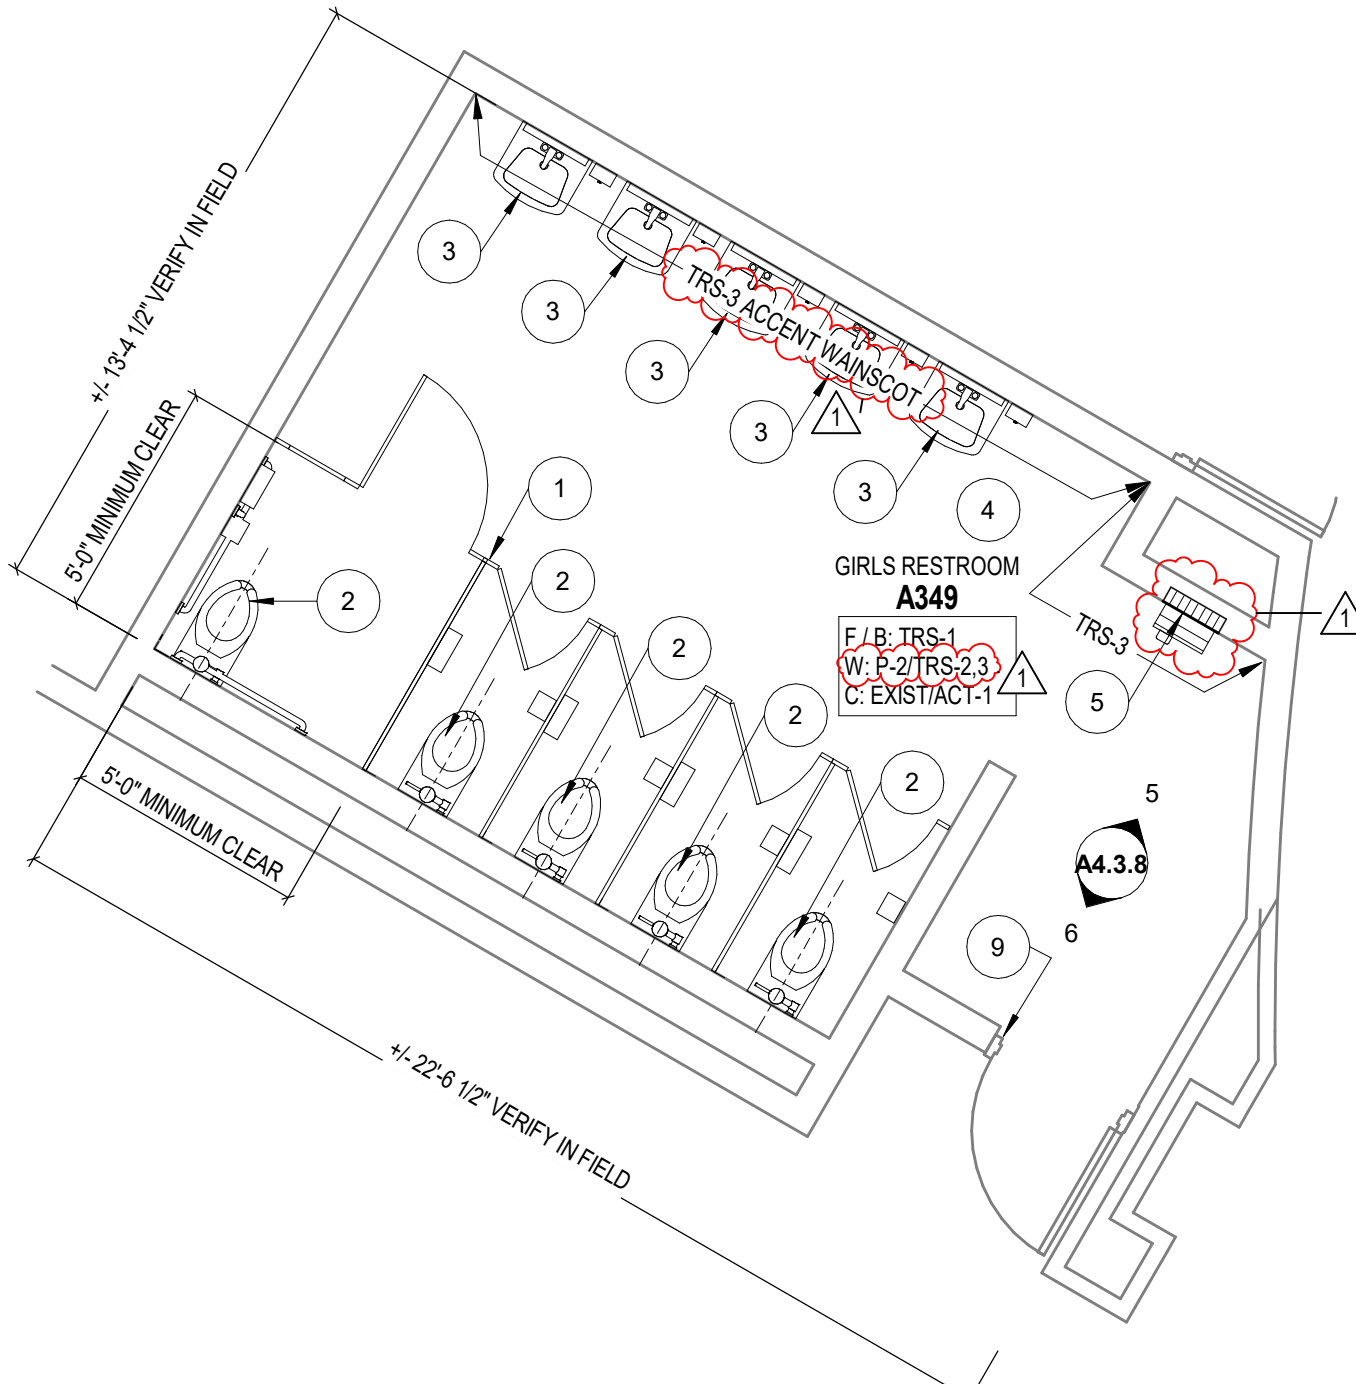 +/- 13-4 1/2" VERIFY IN FIELD
5'-0" MINIMUM CLEAR
3
3
3
3
3
TRS-3 ACCENT WAINSCOT
1
4
1
2
2
2
2
2
GIRLS RESTROOM
A349
F / B: TRS-1
W: P-2/TRS-2,3
C: EXIST/ACT-1
1
TRS-3
1
5
5
A4.3.8
6
9
5'-0" MINIMUM CLEAR
+/- 22'-6 1/2" VERIFY IN FIELD